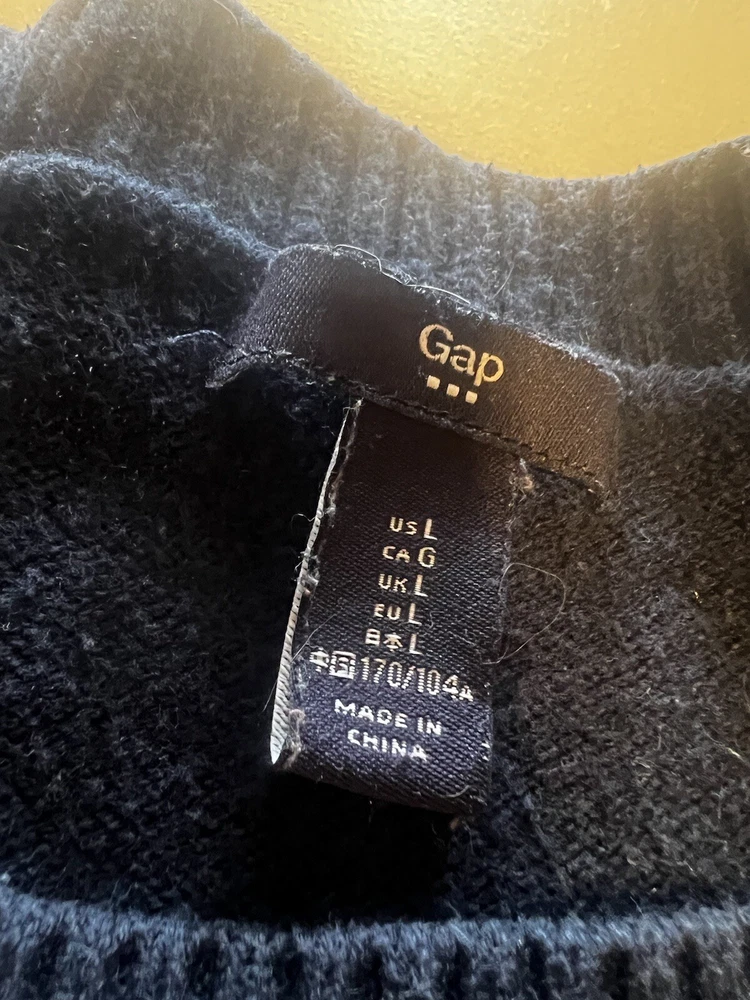 Gap
US L
CA G
UK L
EU L
日本 L
中国 170/104A
MADE IN
CHINA